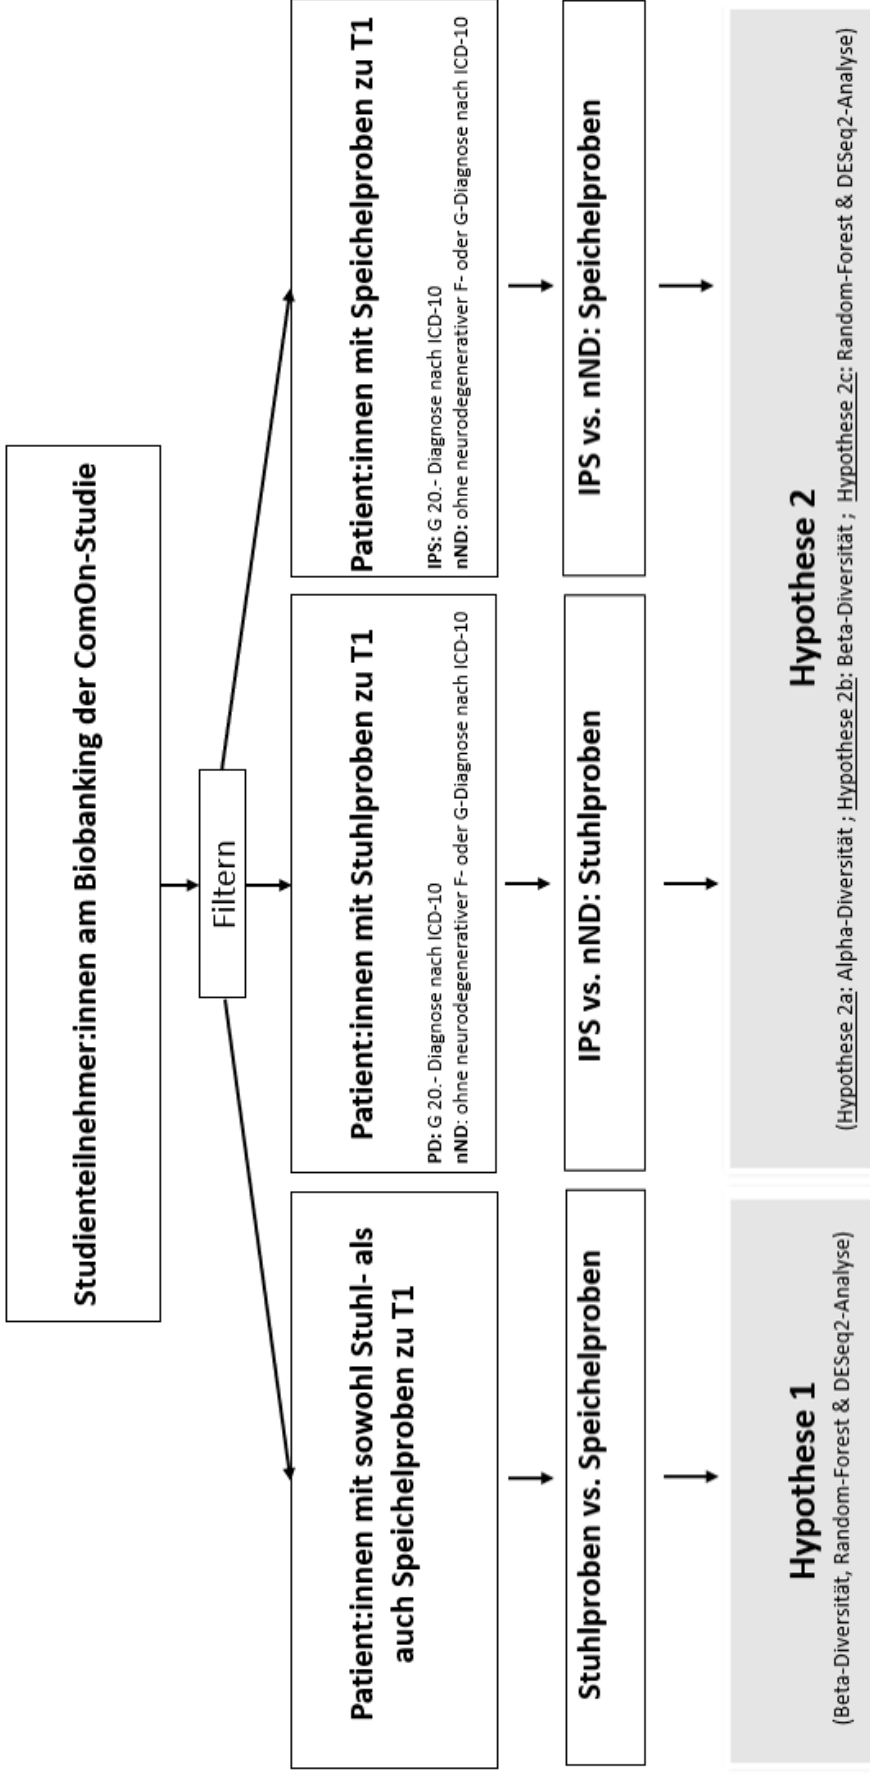 Studienteilnehmer:innen am Biobanking der ComOn-Studie
Filtern
Patient:innen mit sowohl Stuhl- als
auch Speichelproben zu T1
Patient:innen mit Stuhlproben zu T1
PD: G 20.- Diagnose nach ICD-10
nND: ohne neurodegenerativer F- oder G-Diagnose nach ICD-10
Patient:innen mit Speichelproben zu T1
IPS: G 20.- Diagnose nach ICD-10
nND: ohne neurodegenerativer F- oder G-Diagnose nach ICD-10
Stuhlproben vs. Speichelproben
IPS vs. nND: Stuhlproben
IPS vs. nND: Speichelproben
Hypothese 1
(Beta-Diversität, Random-Forest & DESeq2-Analyse)
Hypothese 2
(Hypothese 2a: Alpha-Diversität ; Hypothese 2b: Beta-Diversität ; Hypothese 2c: Random-Forest & DESeq2-Analyse)